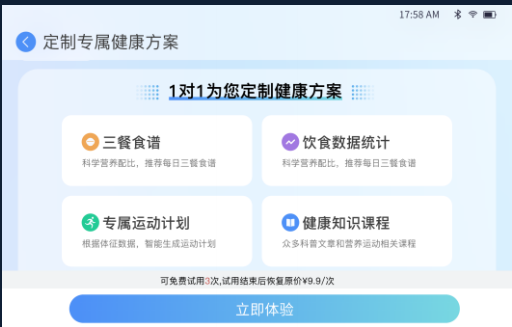 17:58 AM
定制专属健康方案
1对1为您定制健康方案
三餐食谱
科学营养配比，推荐每日三餐食谱
饮食数据统计
科学营养配比，推荐每日三餐食谱
专属运动计划
根据体征数据，智能生成运动计划
健康知识课程
众多科普文章和营养运动相关课程
可免费试用3次,试用结束后恢复原价¥9.9/次
立即体验